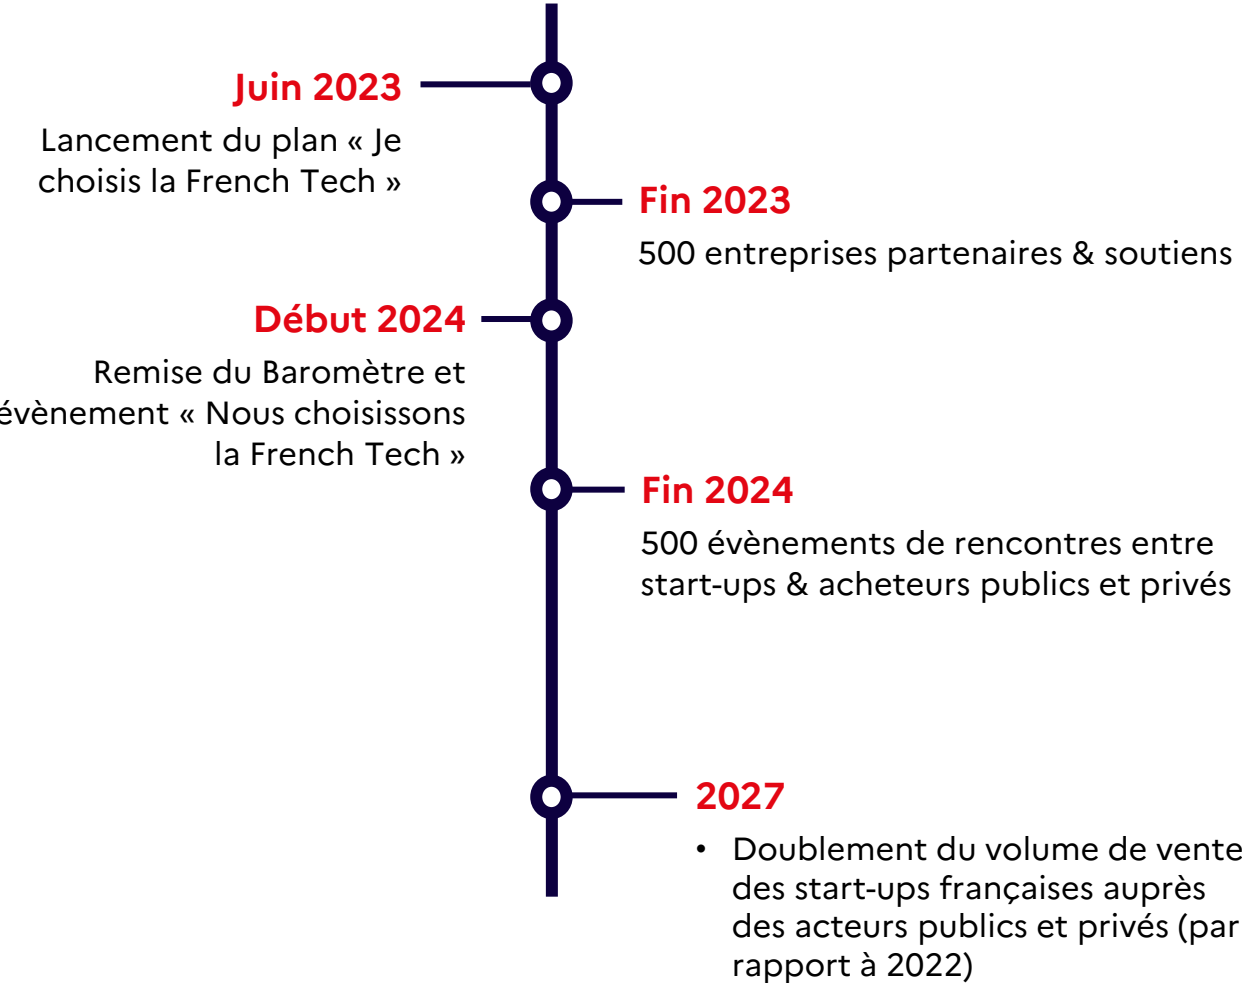 Juin 2023
Lancement du plan « Je
choisis la French Tech »
Fin 2023
500 entreprises partenaires & soutiens
Début 2024
Remise du Baromètre et
évènement « Nous choisissons
la French Tech »
Fin 2024
500 évènements de rencontres entre
start-ups & acheteurs publics et privés
2027
• Doublement du volume de vente
des start-ups françaises auprès
des acteurs publics et privés (par
rapport à 2022)